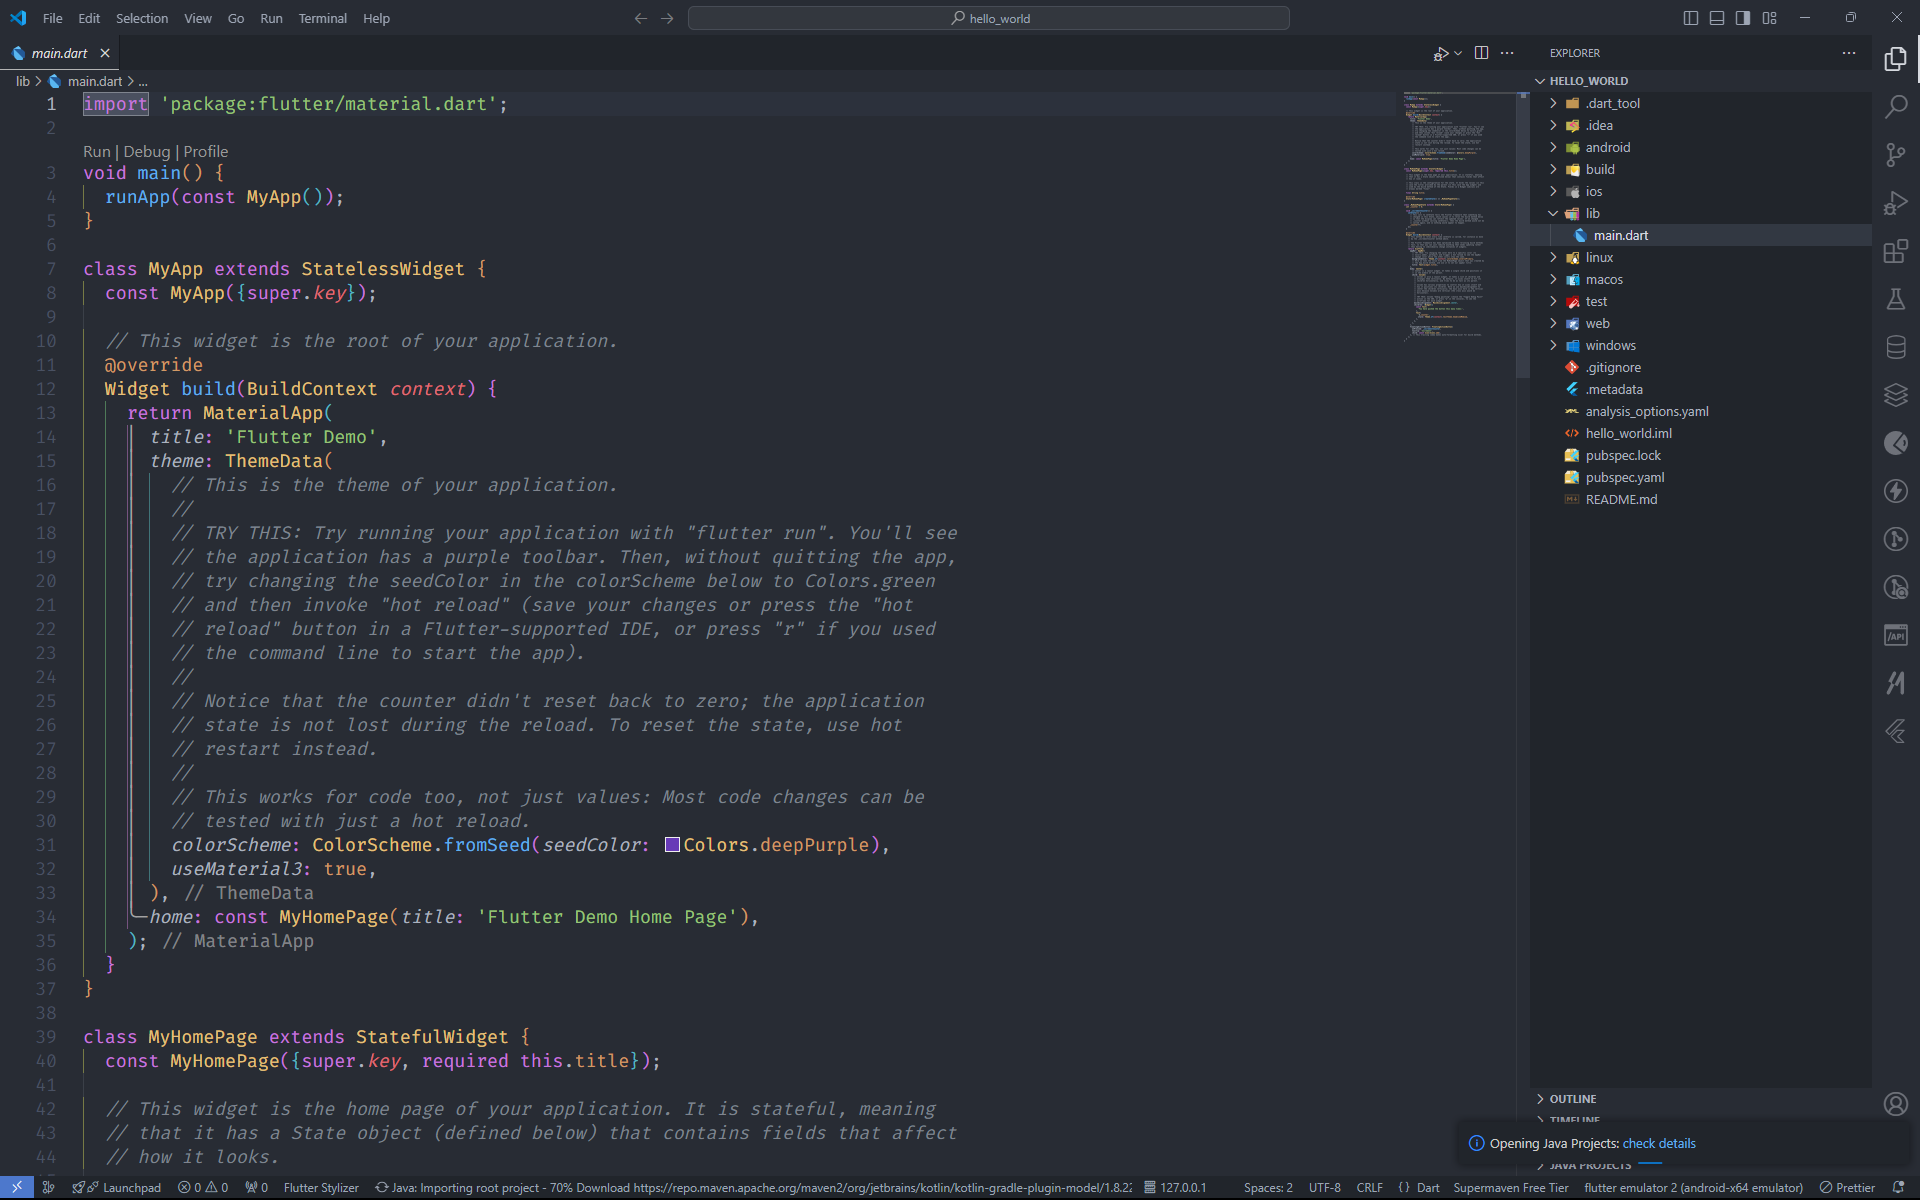 File Edit Selection View Go Run Terminal Help
hello_world
main.dart
lib > main.dart > ...
1 import 'package:flutter/material.dart';
2
Run | Debug | Profile
3 void main() {
4 runApp(const MyApp());
5 }
6
7 class MyApp extends StatelessWidget {
8 const MyApp({super.key});
9
10 // This widget is the root of your application.
11 @override
12 Widget build(BuildContext context) {
13 return MaterialApp(
14 title: 'Flutter Demo',
15 theme: ThemeData(
16 // This is the theme of your application.
17 //
18 // TRY THIS: Try running your application with "flutter run". You'll see
19 // the application has a purple toolbar. Then, without quitting the app,
20 // try changing the seedColor in the colorScheme below to Colors.green
21 // and then invoke "hot reload" (save your changes or press the "hot
22 // reload" button in a Flutter-supported IDE, or press "r" if you used
23 // the command line to start the app).
24 //
25 // Notice that the counter didn't reset back to zero; the application
26 // state is not lost during the reload. To reset the state, use hot
27 // restart instead.
28 //
29 // This works for code too, not just values: Most code changes can be
30 // tested with just a hot reload.
31 colorScheme: ColorScheme.fromSeed(seedColor: Colors.deepPurple),
32 useMaterial3: true,
33 ), // ThemeData
34 home: const MyHomePage(title: 'Flutter Demo Home Page'),
35 ); // MaterialApp
36 }
37 }
38
39 class MyHomePage extends StatefulWidget {
40 const MyHomePage({super.key, required this.title});
41
42 // This widget is the home page of your application. It is stateful, meaning
43 // that it has a State object (defined below) that contains fields that affect
44 // how it looks.
EXPLORER
HELLO_WORLD
.dart_tool
.idea
android
build
ios
lib
main.dart
linux
macos
test
web
windows
.gitignore
.metadata
analysis_options.yaml
hello_world.iml
pubspec.lock
pubspec.yaml
README.md
OUTLINE
TIMELINE
Opening Java Projects: check details
JAVA PROJECTS
/API
Launchpad 0 0 0 Flutter Stylizer Java: Importing root project - 70% Download https://repo.maven.apache.org/maven2/org/jetbrains/kotlin/kotlin-gradle-plugin-model/1.8.22 127.0.0.1 Spaces: 2 UTF-8 CRLF { } Dart Supermaven Free Tier flutter emulator 2 (android-x64 emulator) Prettier